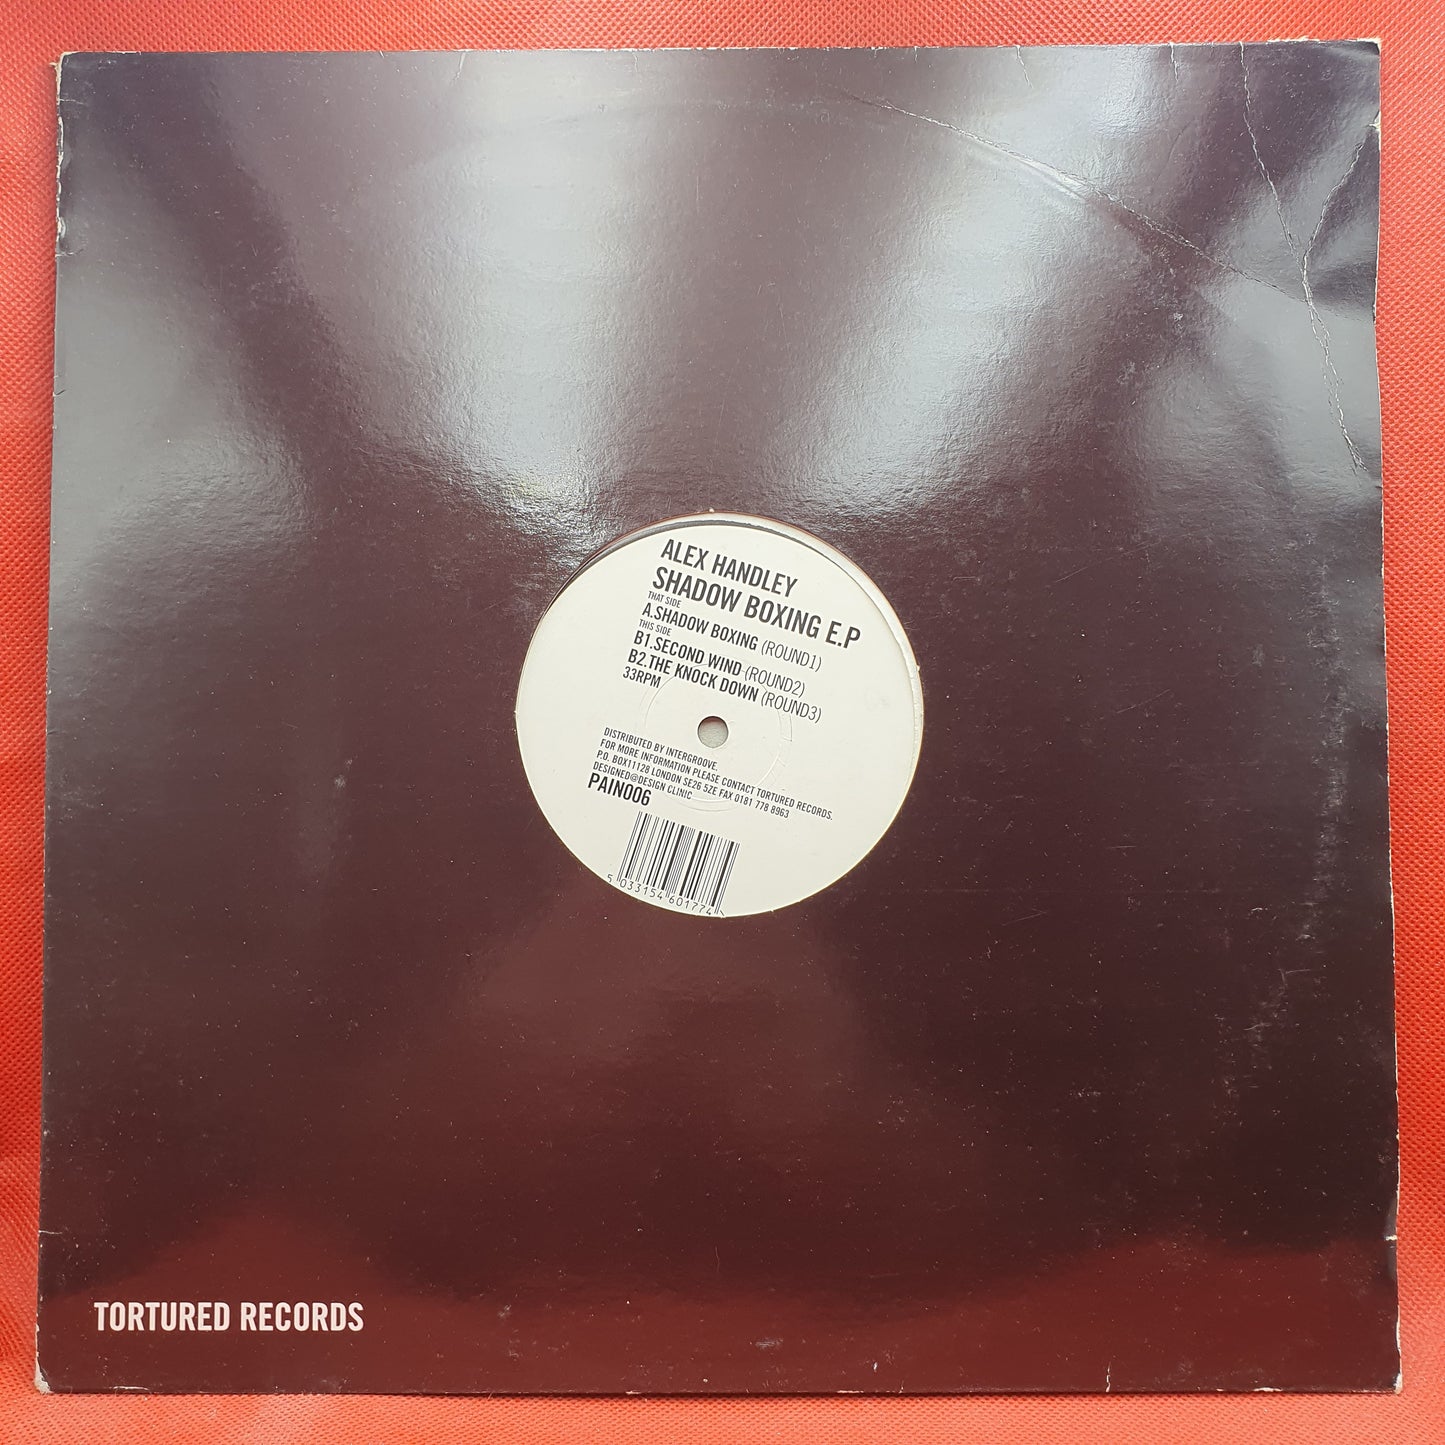 ALEX HANDLEY
SHADOW BOXING E.P
THAT SIDE
A.SHADOW BOXING (ROUND1)
THIS SIDE
B1.SECOND WIND (ROUND2)
B2.THE KNOCK DOWN (ROUND3)
33RPM
DISTRIBUTED BY INTERGROOVE.
FOR MORE INFORMATION PLEASE CONTACT TORTURED RECORDS.
P.O. BOX11128 LONDON SE26 5ZE FAX 0181 778 8963
DESIGNED@DESIGN CLINIC
PAIN006
5 033154 601774
TORTURED RECORDS